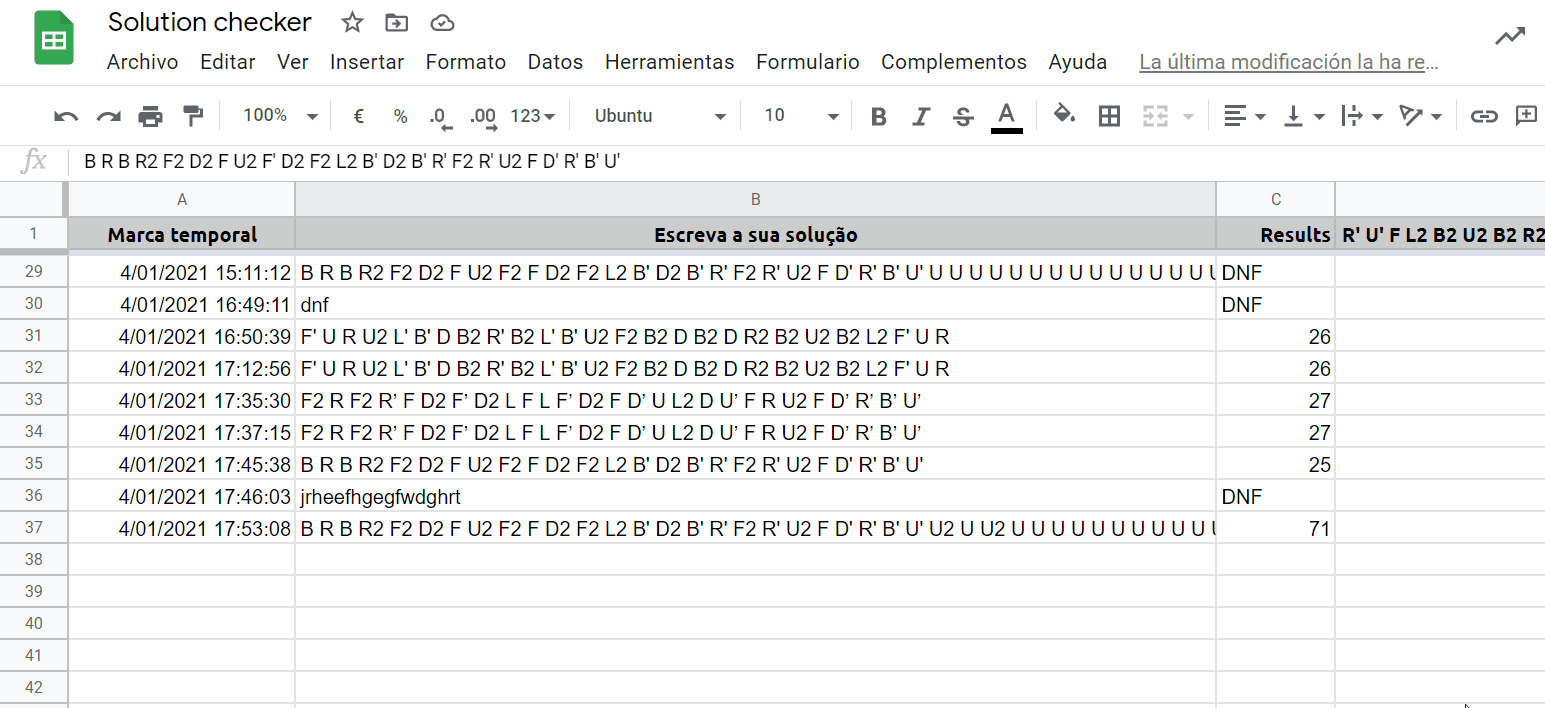 Solution checker
Archivo Editar Ver Insertar Formato Datos Herramientas Formulario Complementos Ayuda La última modificación la ha re…
100% € % .0 .00 123 Ubuntu 10 B I S A
fx B R B R2 F2 D2 F U2 F' D2 F2 L2 B' D2 B' R' F2 R' U2 F D' R' B' U'
A B C
1 Marca temporal Escreva a sua solução Results R' U' F L2 B2 U2 B2 R2
29 4/01/2021 15:11:12 B R B R2 F2 D2 F U2 F2 F D2 F2 L2 B' D2 B' R' F2 R' U2 F D' R' B' U' U U U U U U U U U U U U U U U DNF
30 4/01/2021 16:49:11 dnf DNF
31 4/01/2021 16:50:39 F' U R U2 L' B' D B2 R' B2 L' B' U2 F2 B2 D B2 D R2 B2 U2 B2 L2 F' U R 26
32 4/01/2021 17:12:56 F' U R U2 L' B' D B2 R' B2 L' B' U2 F2 B2 D B2 D R2 B2 U2 B2 L2 F' U R 26
33 4/01/2021 17:35:30 F2 R F2 R’ F D2 F’ D2 L F L F’ D2 F D’ U L2 D U’ F R U2 F D’ R’ B’ U’ 27
34 4/01/2021 17:37:15 F2 R F2 R’ F D2 F’ D2 L F L F’ D2 F D’ U L2 D U’ F R U2 F D’ R’ B’ U’ 27
35 4/01/2021 17:45:38 B R B R2 F2 D2 F U2 F2 F D2 F2 L2 B' D2 B' R' F2 R' U2 F D' R' B' U' 25
36 4/01/2021 17:46:03 jrheefhgegfwdghrt DNF
37 4/01/2021 17:53:08 B R B R2 F2 D2 F U2 F2 F D2 F2 L2 B' D2 B' R' F2 R' U2 F D' R' B' U' U2 U U2 U U U U U U U U U U U 71
38
39
40
41
42